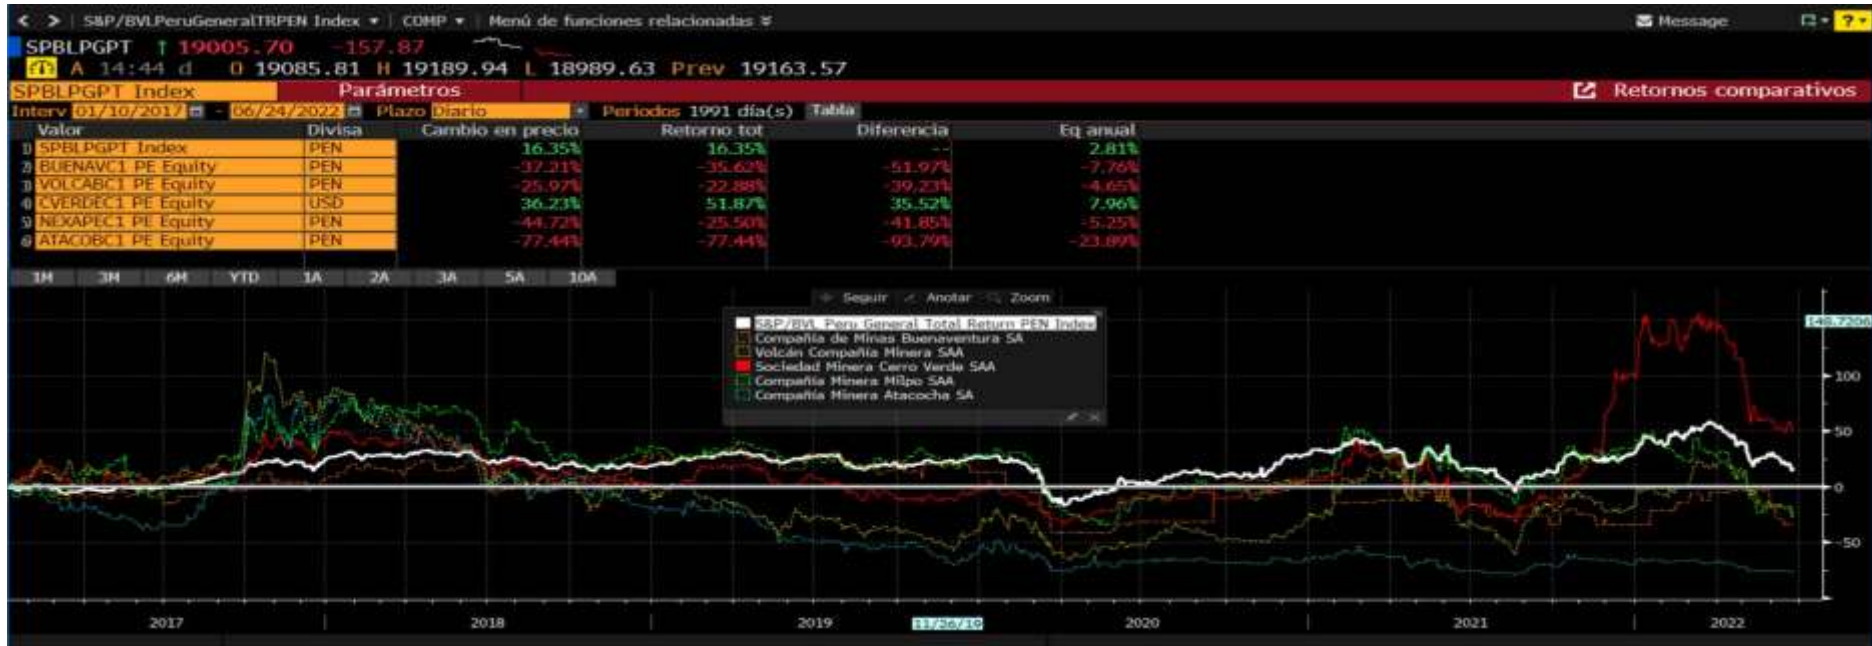 < > S&P/BVLPeruGeneralTRPEN Index COMP Menú de funciones relacionadas Message ?
SPBLPGPT ↑ 19005.70 -157.87
A 14:44 d O 19085.81 H 19189.94 L 18989.63 Prev 19163.57
SPBLPGPT Index Parámetros Retornos comparativos
Interv 01/10/2017 - 06/24/2022 Plazo Diario Periodos 1991 día(s) Tabla
Valor Divisa Cambio en precio Retorno tot Diferencia Eq anual
1) SPBLPGPT Index PEN 16.35% 16.35% -- 2.81%
2) BUENAVC1 PE Equity PEN -37.21% -35.62% -51.97% -7.76%
3) VOLCABC1 PE Equity PEN -25.97% -22.88% -39.23% -4.65%
4) CVERDEC1 PE Equity USD 36.23% 51.87% 35.52% 7.96%
5) NEXAPEC1 PE Equity PEN -44.72% -25.50% -41.85% -5.25%
6) ATACOBC1 PE Equity PEN -77.44% -77.44% -93.79% -23.89%
1M 3M 6M YTD 1A 2A 3A 5A 10A
Seguir Anotar Zoom
S&P/BVL Peru General Total Return PEN Index
Compañía de Minas Buenaventura SA
Volcán Compañía Minera SAA
Sociedad Minera Cerro Verde SAA
Compañía Minera Milpo SAA
Compañía Minera Atacocha SA
148.7206
100
50
0
-50
2017 2018 2019 11/26/19 2020 2021 2022